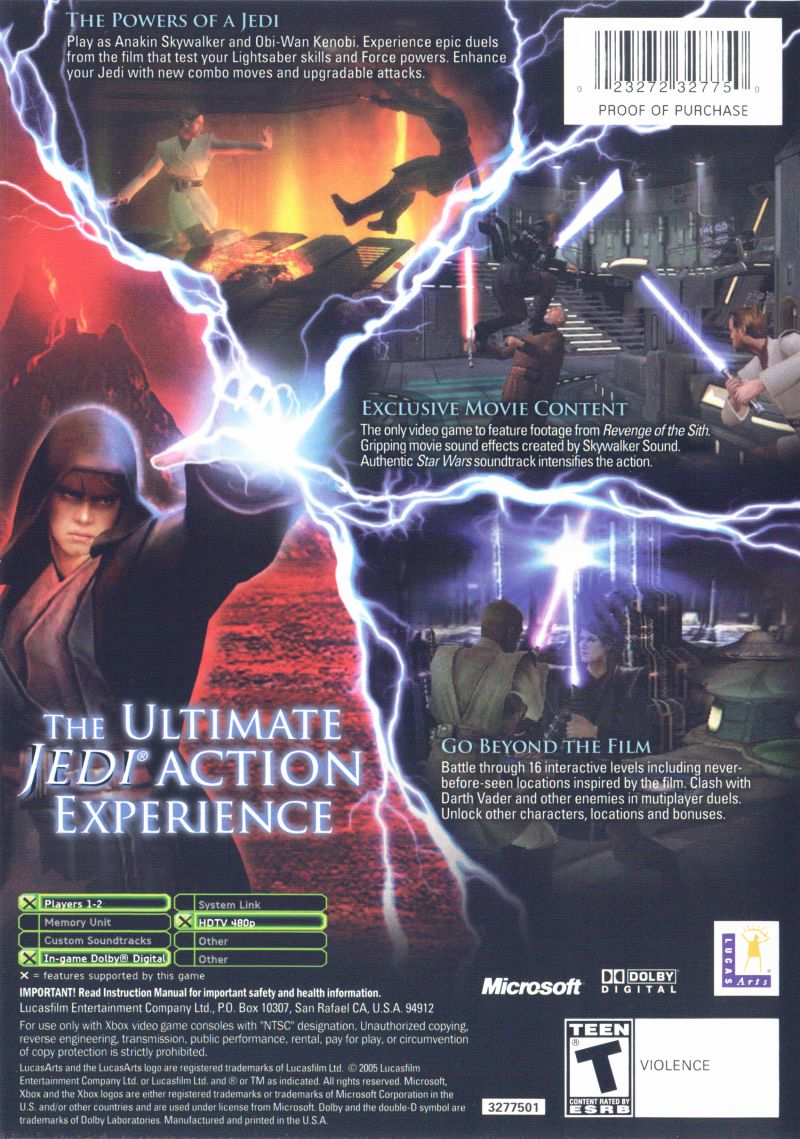 THE POWERS OF A JEDI
Play as Anakin Skywalker and Obi-Wan Kenobi. Experience epic duels
from the film that test your Lightsaber skills and Force powers. Enhance
your Jedi with new combo moves and upgradable attacks.
0 23272 32775 0
PROOF OF PURCHASE
EXCLUSIVE MOVIE CONTENT
The only video game to feature footage from Revenge of the Sith.
Gripping movie sound effects created by Skywalker Sound.
Authentic Star Wars soundtrack intensifies the action.
THE ULTIMATE
JEDI® ACTION
EXPERIENCE
GO BEYOND THE FILM
Battle through 16 interactive levels including never-
before-seen locations inspired by the film. Clash with
Darth Vader and other enemies in mutiplayer duels.
Unlock other characters, locations and bonuses.
X Players 1-2
System Link
Memory Unit
X HDTV 480p
Custom Soundtracks
Other
X In-game Dolby® Digital
Other
X = features supported by this game
IMPORTANT! Read Instruction Manual for important safety and health information.
Lucasfilm Entertainment Company Ltd., P.O. Box 10307, San Rafael CA, U.S.A. 94912
For use only with Xbox video game consoles with "NTSC" designation. Unauthorized copying,
reverse engineering, transmission, public performance, rental, pay for play, or circumvention
of copy protection is strictly prohibited.
LucasArts and the LucasArts logo are registered trademarks of Lucasfilm Ltd. © 2005 Lucasfilm
Entertainment Company Ltd. or Lucasfilm Ltd. and ® or TM as indicated. All rights reserved. Microsoft,
Xbox and the Xbox logos are either registered trademarks or trademarks of Microsoft Corporation in the
U.S. and/or other countries and are used under license from Microsoft. Dolby and the double-D symbol are
trademarks of Dolby Laboratories. Manufactured and printed in the U.S.A.
Microsoft
DOLBY
DIGITAL
LUCAS
Arts
3277501
TEEN
T
®
CONTENT RATED BY
ESRB
VIOLENCE